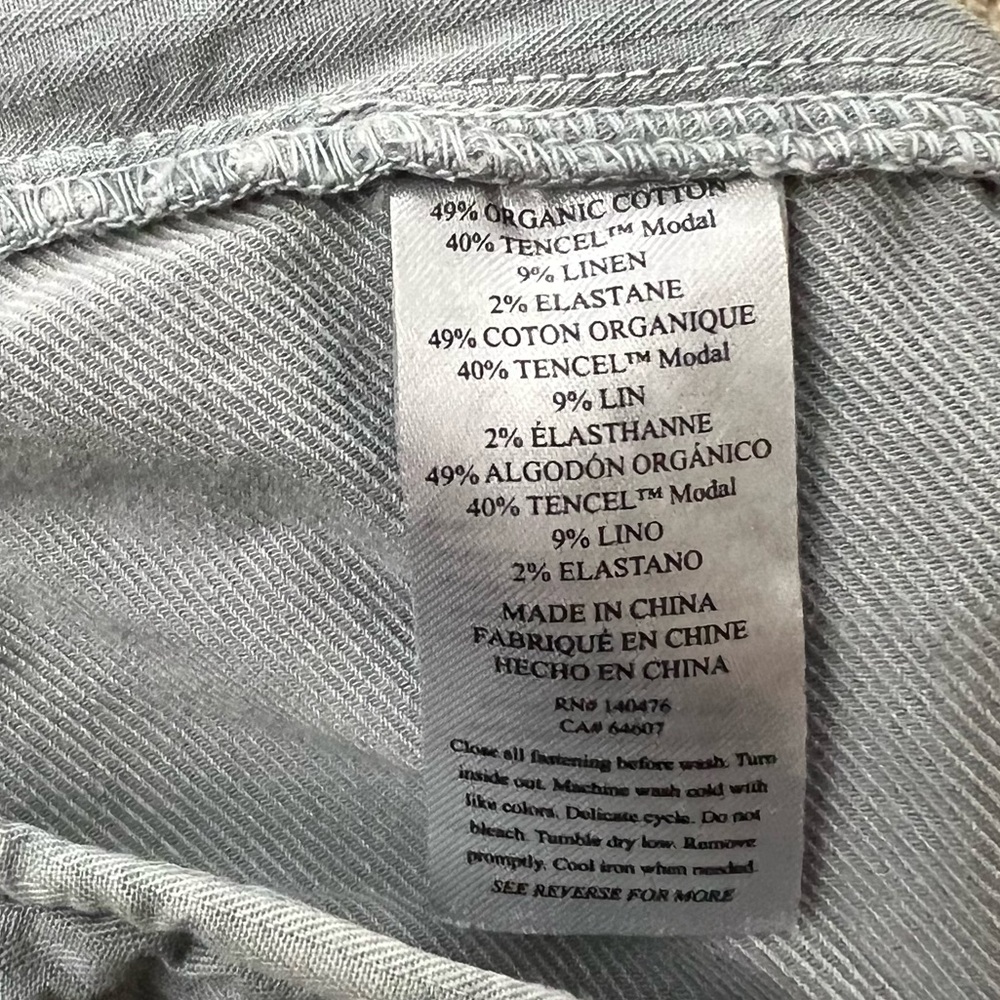 49% ORGANIC COTTON
40% TENCEL™ Modal
9% LINEN
2% ELASTANE
49% COTON ORGANIQUE
40% TENCEL™ Modal
9% LIN
2% ÉLASTHANNE
49% ALGODÓN ORGÁNICO
40% TENCEL™ Modal
9% LINO
2% ELASTANO
MADE IN CHINA
FABRIQUÉ EN CHINE
HECHO EN CHINA
RN# 140476
CA# 64607
Close all fastening before wash. Turn
inside out. Machine wash cold with
like colors. Delicate cycle. Do not
bleach. Tumble dry low. Remove
promptly. Cool iron when needed.
SEE REVERSE FOR MORE